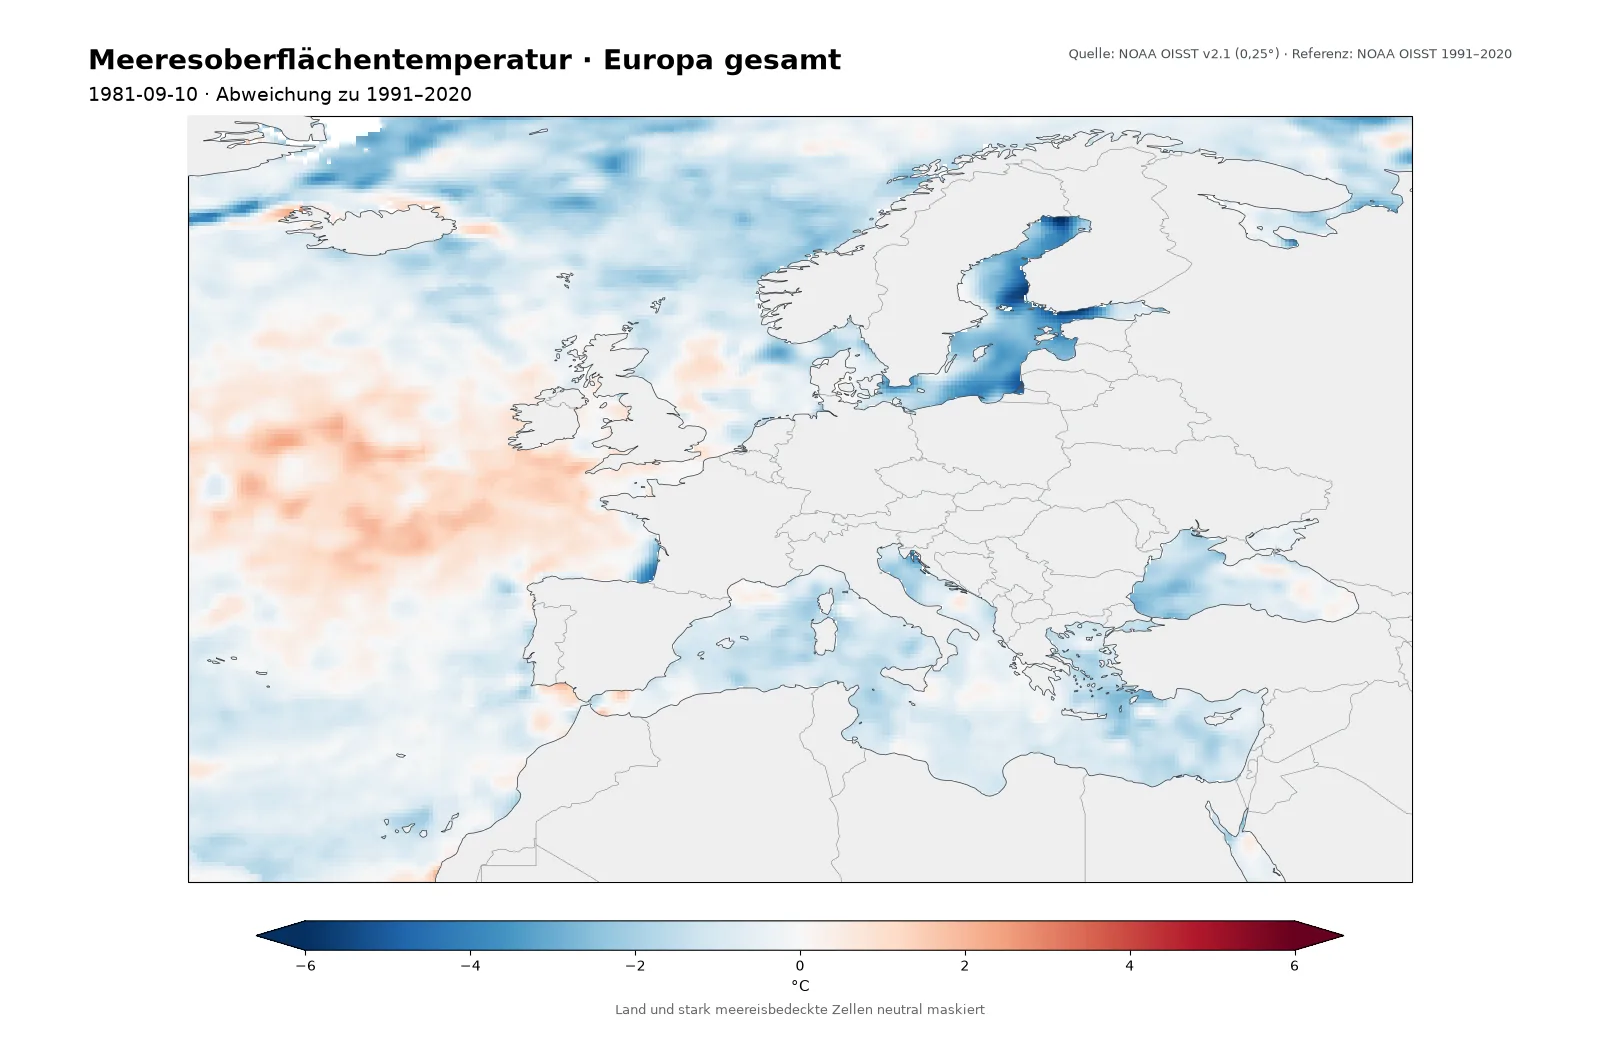 Meeresoberflächentemperatur · Europa gesamt
Quelle: NOAA OISST v2.1 (0,25°) · Referenz: NOAA OISST 1991–2020
1981-09-10 · Abweichung zu 1991–2020
−6 −4 −2 0 2 4 6
°C
Land und stark meereisbedeckte Zellen neutral maskiert